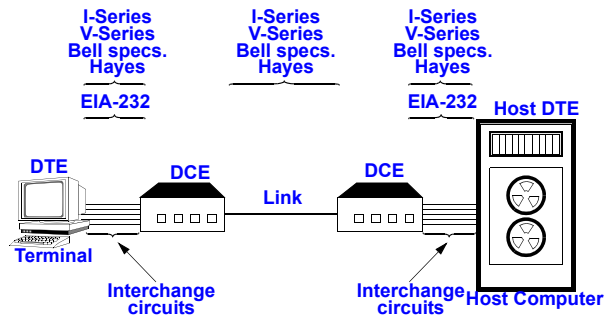 I-Series
V-Series
Bell specs.
Hayes
EIA-232
I-Series
V-Series
Bell specs.
Hayes
I-Series
V-Series
Bell specs.
Hayes
EIA-232
Host DTE
DTE
DCE
Link
DCE
Terminal
Interchange
circuits
Interchange
circuits
Host Computer